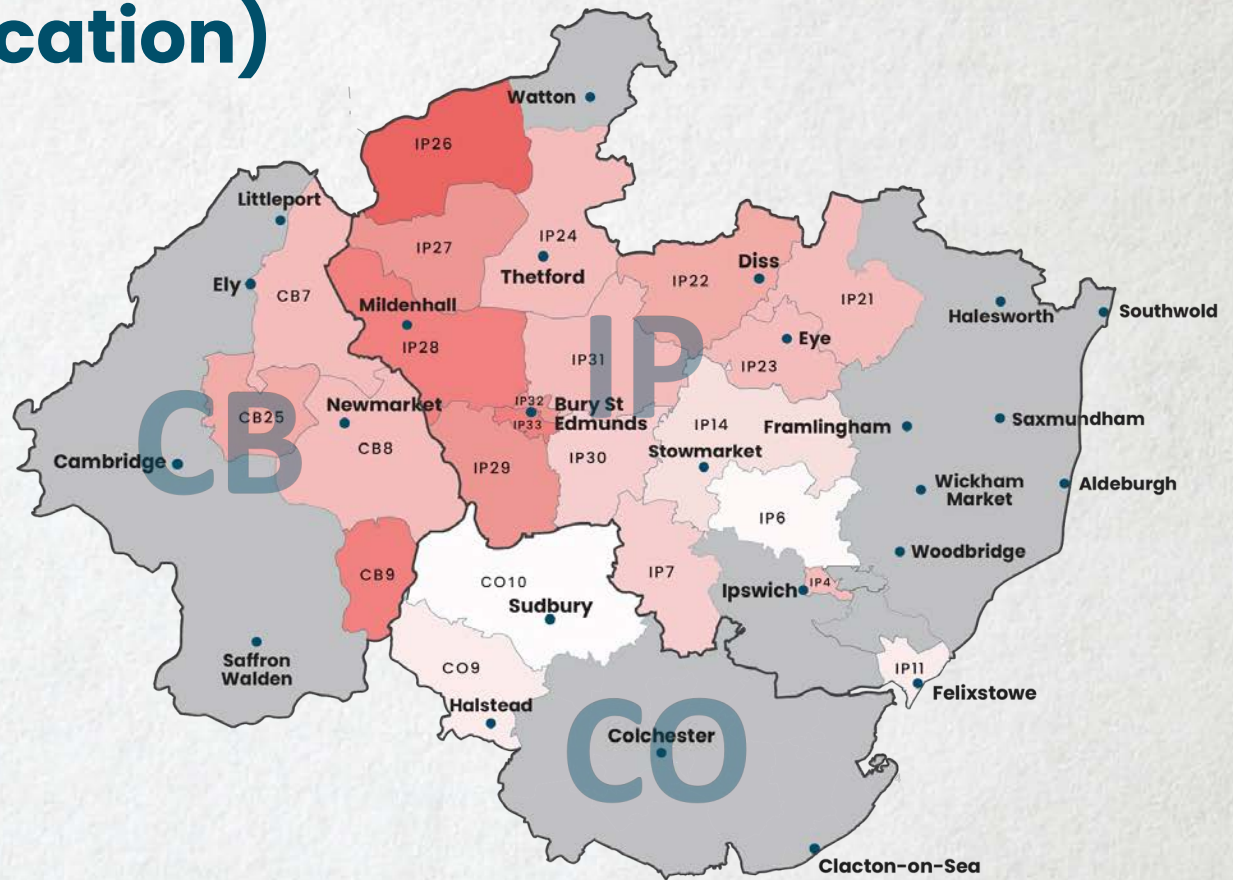 cation)
Watton
IP26
Littleport
IP24
IP27
Thetford
Diss
IP22
Ely
CB7
IP21
Mildenhall
Halesworth
Southwold
IP28
IP
Eye
IP31
IP23
CB
CB25
Newmarket
IP32
Bury St
Edmunds
IP33
IP14
Framlingham
Saxmundham
CB8
Stowmarket
IP29
IP30
Cambridge
Wickham
Market
Aldeburgh
IP6
Woodbridge
CB9
CO10
IP7
Ipswich
IP4
Sudbury
Saffron
Walden
CO9
IP11
Felixstowe
Halstead
CO
Colchester
Clacton-on-Sea